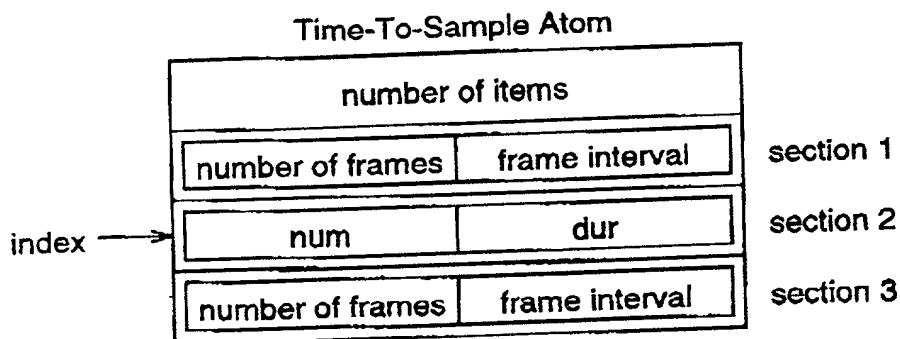 Time-To-Sample Atom
number of items
number of frames frame interval section 1
index num dur section 2
number of frames frame interval section 3